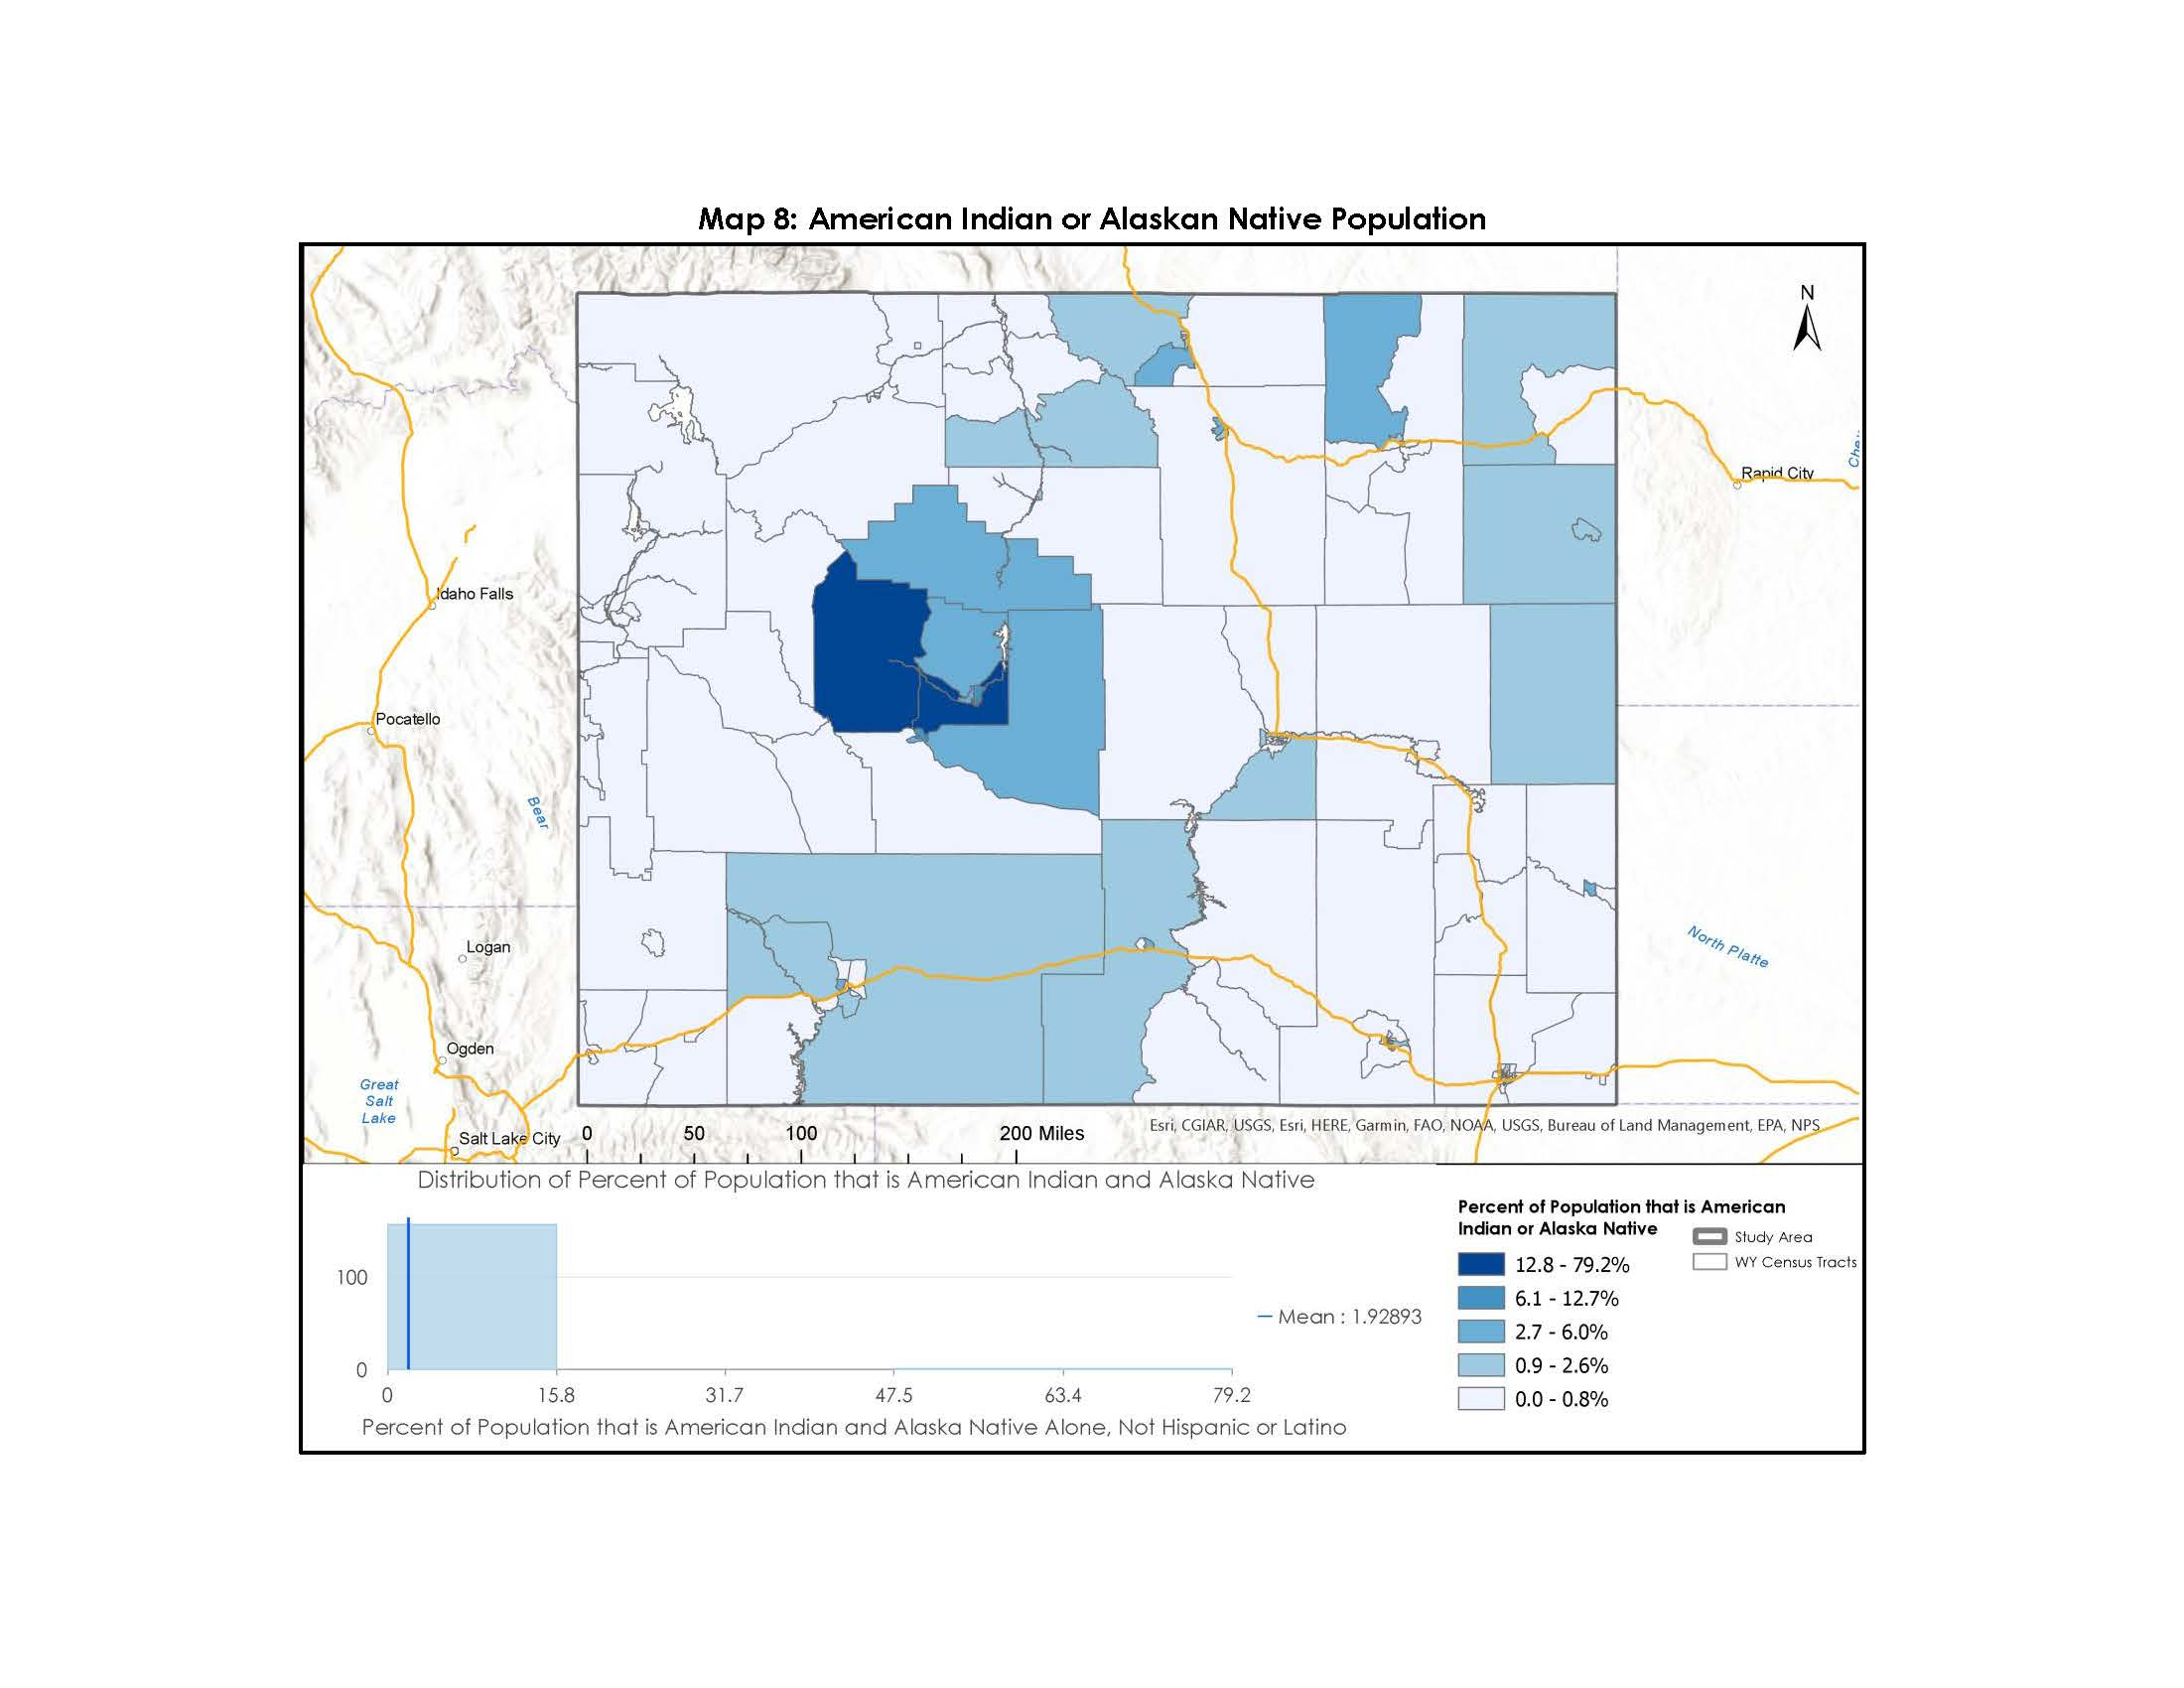 Map 8: American Indian or Alaskan Native Population
N
Rapid City
Idaho Falls
Pocatello
Bear
Logan
North Platte
Ogden
Great
Salt
Lake
Salt Lake City
0 50 100 200 Miles
Esri, CGIAR, USGS, Esri, HERE, Garmin, FAO, NOAA, USGS, Bureau of Land Management, EPA, NPS
Distribution of Percent of Population that is American Indian and Alaska Native
100
0
0 15.8 31.7 47.5 63.4 79.2
Percent of Population that is American Indian and Alaska Native Alone, Not Hispanic or Latino
Mean : 1.92893
Percent of Population that is American
Indian or Alaska Native
12.8 - 79.2%
6.1 - 12.7%
2.7 - 6.0%
0.9 - 2.6%
0.0 - 0.8%
Study Area
WY Census Tracts